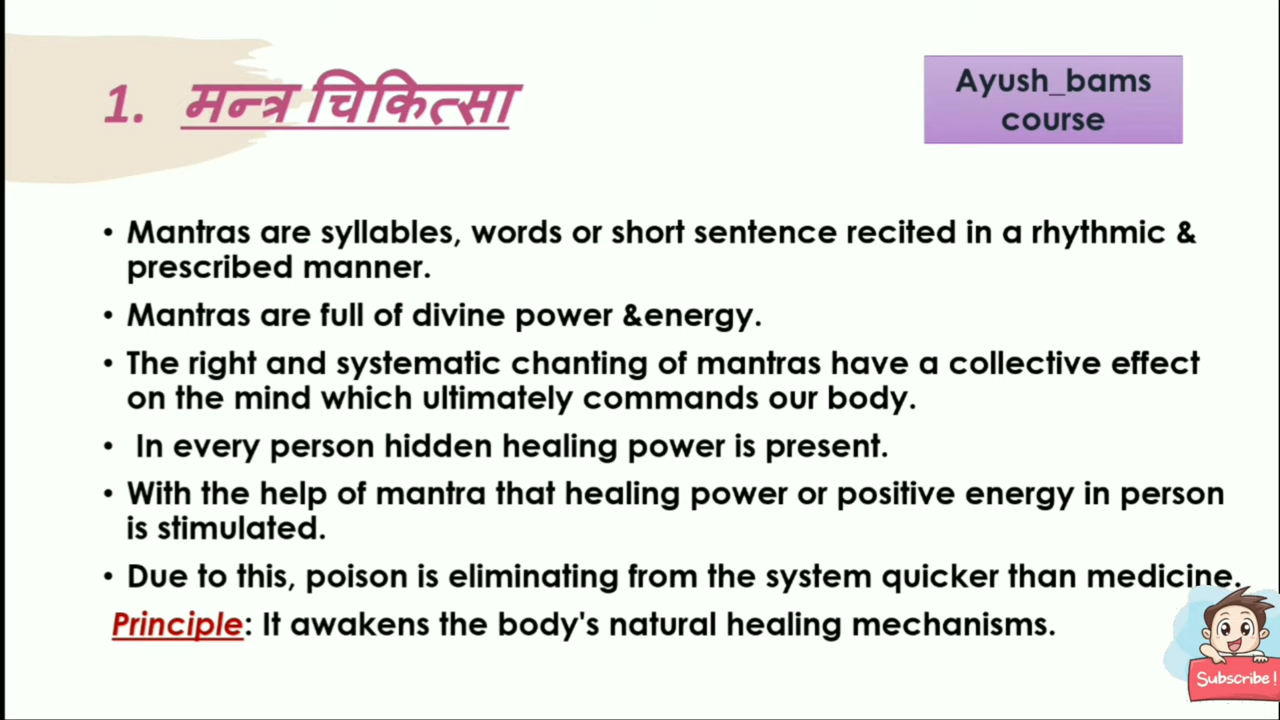 1. मन्त्र चिकित्सा
Ayush_bams
course
• Mantras are syllables, words or short sentence recited in a rhythmic &
prescribed manner.
• Mantras are full of divine power &energy.
• The right and systematic chanting of mantras have a collective effect
on the mind which ultimately commands our body.
• In every person hidden healing power is present.
• With the help of mantra that healing power or positive energy in person
is stimulated.
• Due to this, poison is eliminating from the system quicker than medicine.
Principle: It awakens the body's natural healing mechanisms.
Subscribe!